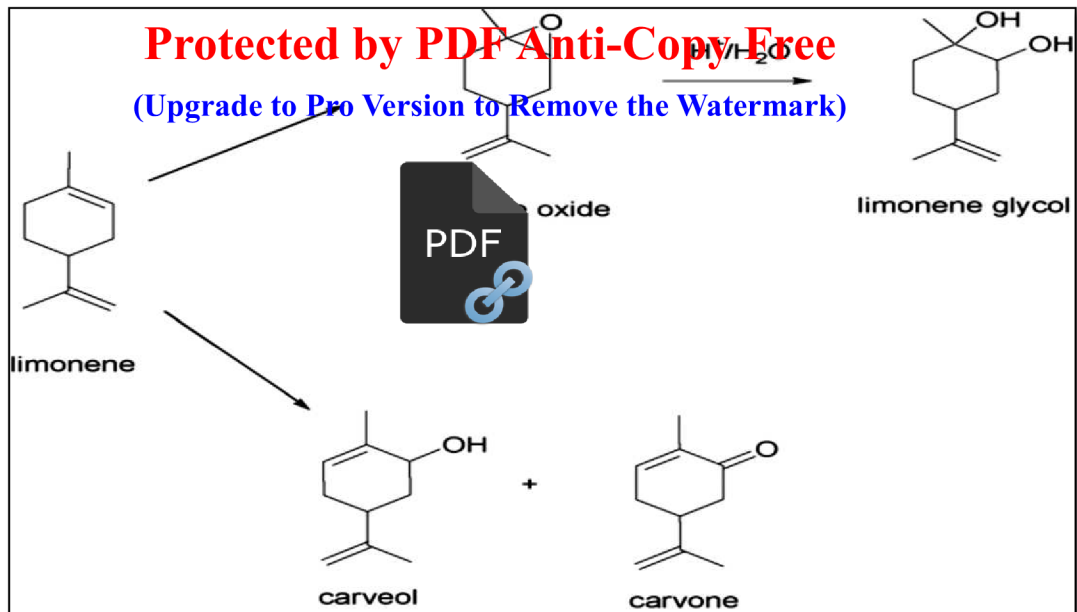 O
OH
Protected by PDF Anti-Copy Free
H⁺/H₂O
OH
(Upgrade to Pro Version to Remove the Watermark)
oxide
limonene glycol
PDF
limonene
OH
O
+
carveol
carvone